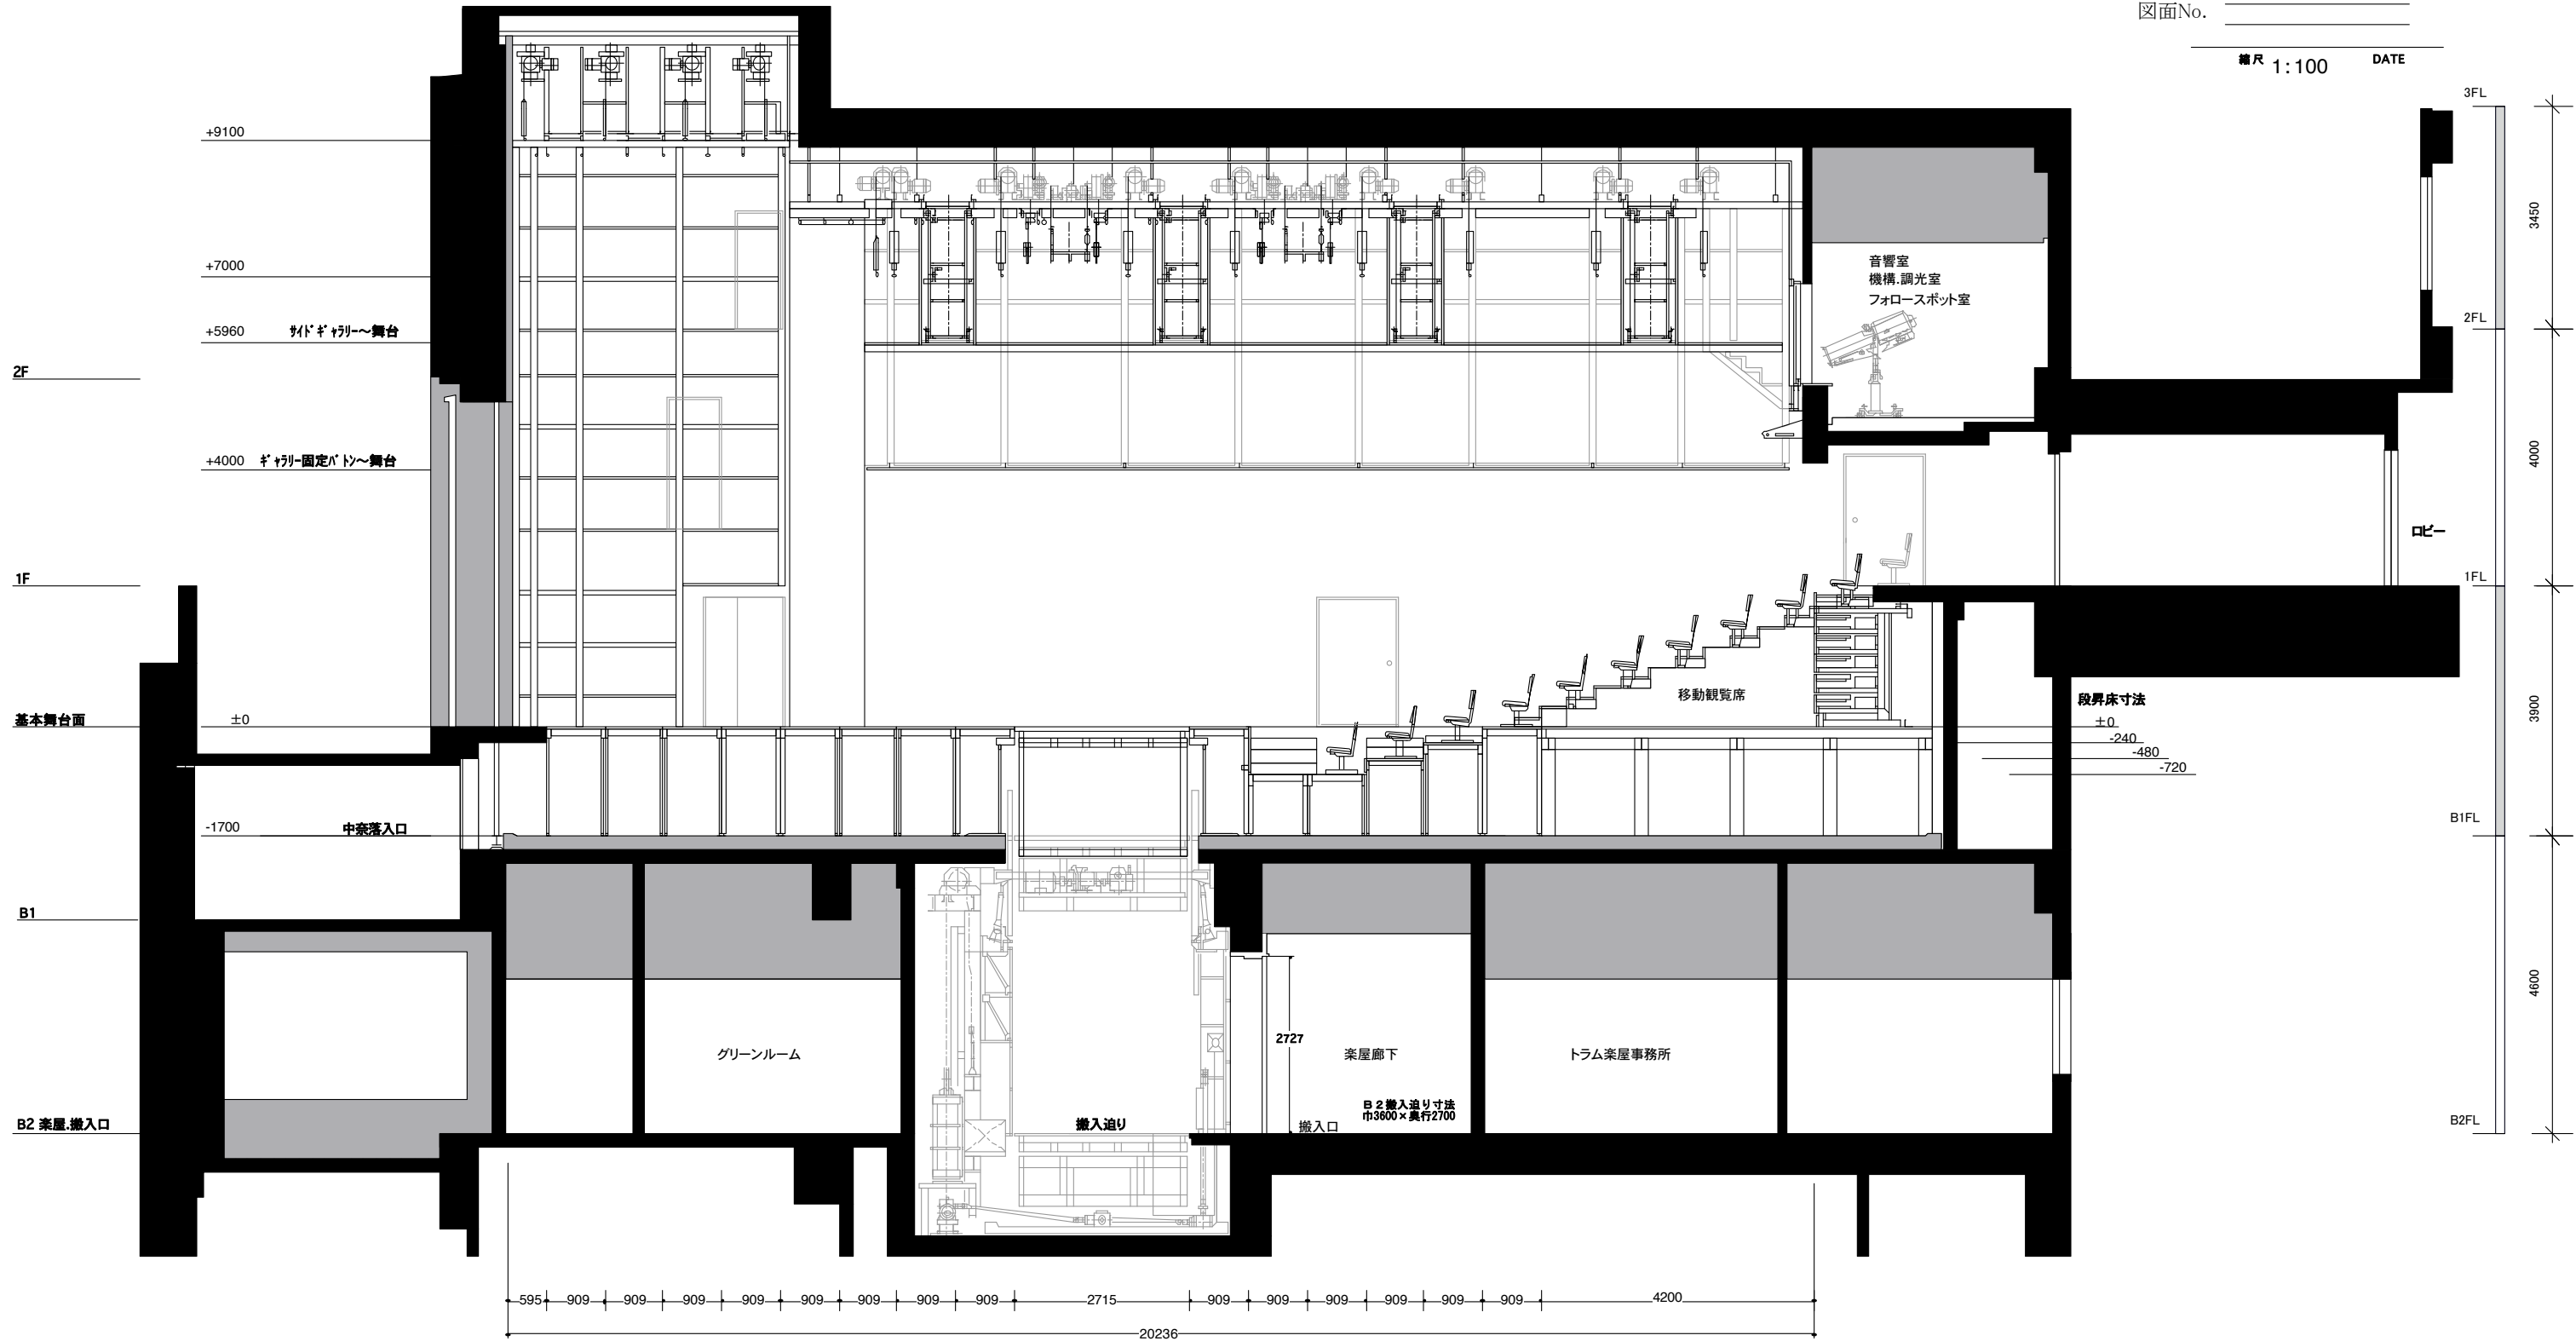 図面No.
縮尺 1:100 DATE
3FL
+9100
3450
音響室
機構.調光室
フォロースポット室
+7000
2FL
+5960 サイドギャラリー〜舞台
2F
4000
+4000 ギャラリー固定バトン〜舞台
ロビー
1F
1FL
移動観覧席
段昇床寸法
基本舞台面 ±0
±0
3900
-240
-480
-720
-1700 中奈落入口
B1FL
B1
4600
2727
グリーンルーム
楽屋廊下
トラム楽屋事務所
B2搬入迫り寸法
巾3600×奥行2700
B2 楽屋.搬入口
搬入迫り
搬入口
B2FL
595 909 909 909 909 909 909 909 909 2715 909 909 909 909 909 909 4200
20236